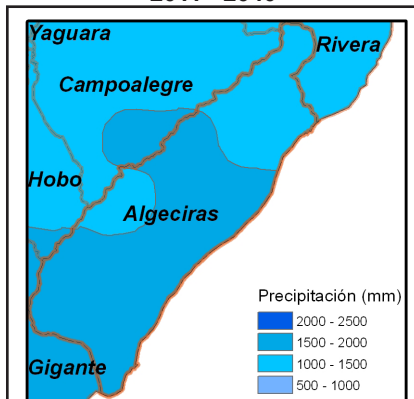 Yaguara
Rivera
Campoalegre
Hobo
Algeciras
Gigante
Precipitación (mm)
2000 - 2500
1500 - 2000
1000 - 1500
500 - 1000